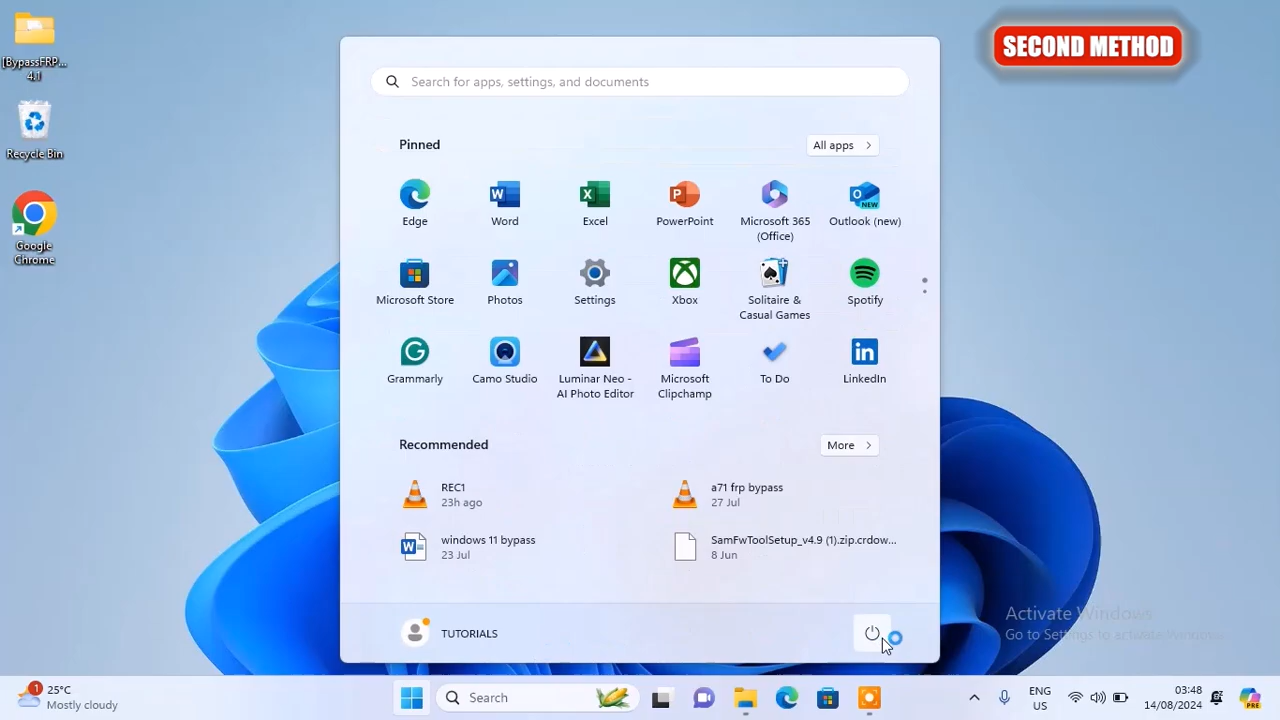 SECOND METHOD
[BypassFRP...
4.1
Recycle Bin
Google
Chrome
Search for apps, settings, and documents
Pinned
All apps
Edge
Word
Excel
PowerPoint
Microsoft 365
(Office)
Outlook (new)
NEW
Microsoft Store
Photos
Settings
Xbox
Solitaire &
Casual Games
Spotify
Grammarly
Camo Studio
Luminar Neo -
AI Photo Editor
Microsoft
Clipchamp
To Do
LinkedIn
Recommended
More
REC1
23h ago
a71 frp bypass
27 Jul
windows 11 bypass
23 Jul
SamFwToolSetup_v4.9 (1).zip.crdow...
8 Jun
TUTORIALS
Activate Windows
Go to Settings to activate Windows.
1
25°C
Mostly cloudy
Search
ENG
US
03:48
14/08/2024
PRE